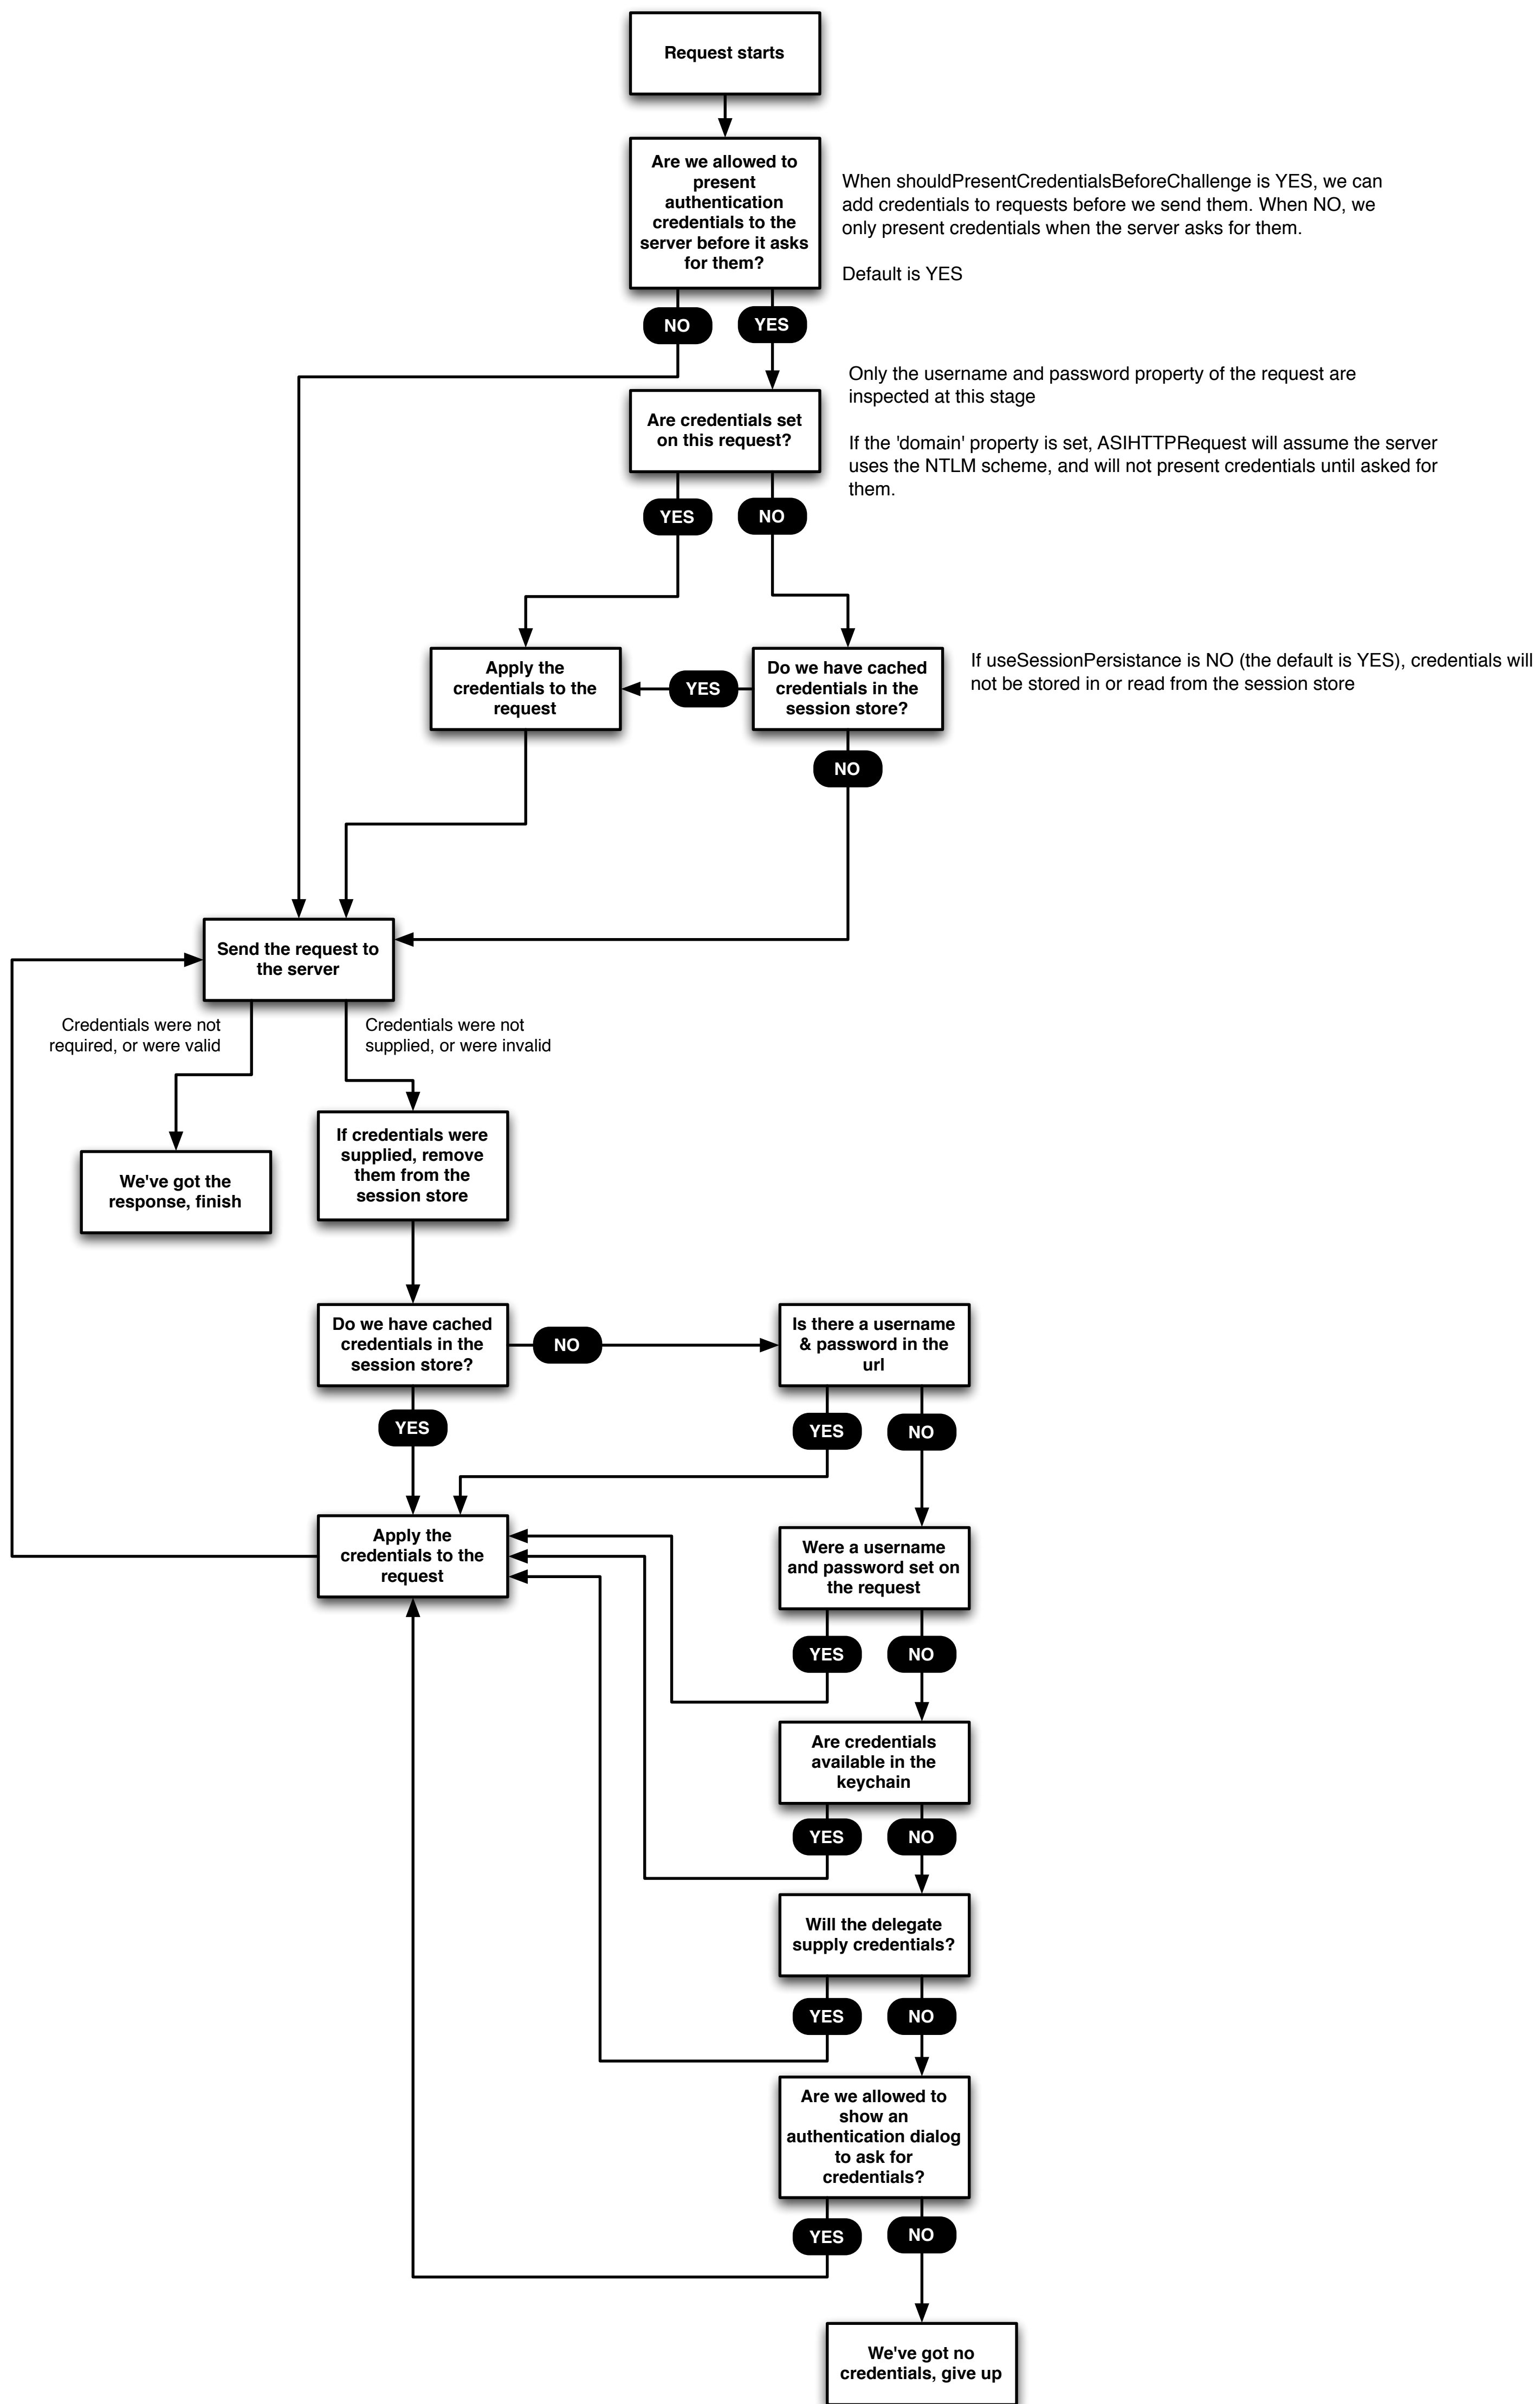 Request starts
Are we allowed to
present
authentication
credentials to the
server before it asks
for them?
When shouldPresentCredentialsBeforeChallenge is YES, we can
add credentials to requests before we send them. When NO, we
only present credentials when the server asks for them.
Default is YES
NO
YES
Only the username and password property of the request are
inspected at this stage
If the 'domain' property is set, ASIHTTPRequest will assume the server
uses the NTLM scheme, and will not present credentials until asked for
them.
Are credentials set
on this request?
YES
NO
Apply the
credentials to the
request
YES
Do we have cached
credentials in the
session store?
If useSessionPersistance is NO (the default is YES), credentials will
not be stored in or read from the session store
NO
Send the request to
the server
Credentials were not
required, or were valid
Credentials were not
supplied, or were invalid
We've got the
response, finish
If credentials were
supplied, remove
them from the
session store
Do we have cached
credentials in the
session store?
NO
Is there a username
& password in the
url
YES
YES
NO
Apply the
credentials to the
request
Were a username
and password set on
the request
YES
NO
Are credentials
available in the
keychain
YES
NO
Will the delegate
supply credentials?
YES
NO
Are we allowed to
show an
authentication dialog
to ask for
credentials?
YES
NO
We've got no
credentials, give up